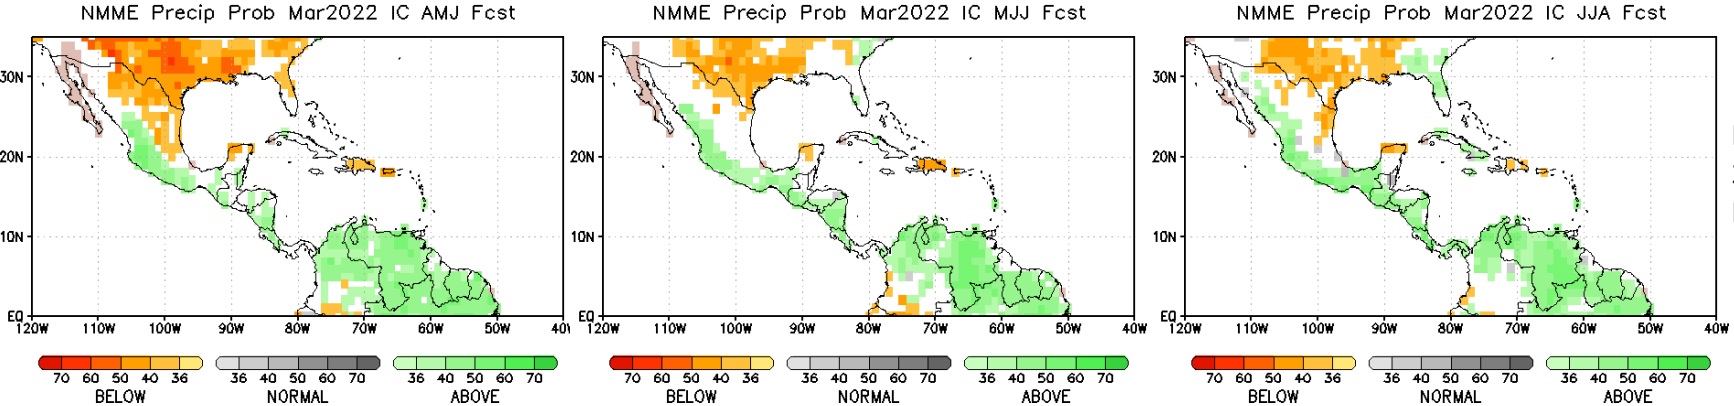 NMME Precip Prob Mar2022 IC AMJ Fcst
30N
20N
10N
EQ
120W 110W 100W 90W 80W 70W 60W 50W
70 60 50 40 36
BELOW
36 40 50 60 70
NORMAL
36 40 50 60 70
ABOVE
NMME Precip Prob Mar2022 IC MJJ Fcst
30N
20N
10N
EQ
120W 110W 100W 90W 80W 70W 60W 50W 40W
70 60 50 40 36
BELOW
36 40 50 60 70
NORMAL
36 40 50 60 70
ABOVE
NMME Precip Prob Mar2022 IC JJA Fcst
30N
20N
10N
EQ
120W 110W 100W 90W 80W 70W 60W 50W 40W
70 60 50 40 36
BELOW
36 40 50 60 70
NORMAL
36 40 50 60 70
ABOVE